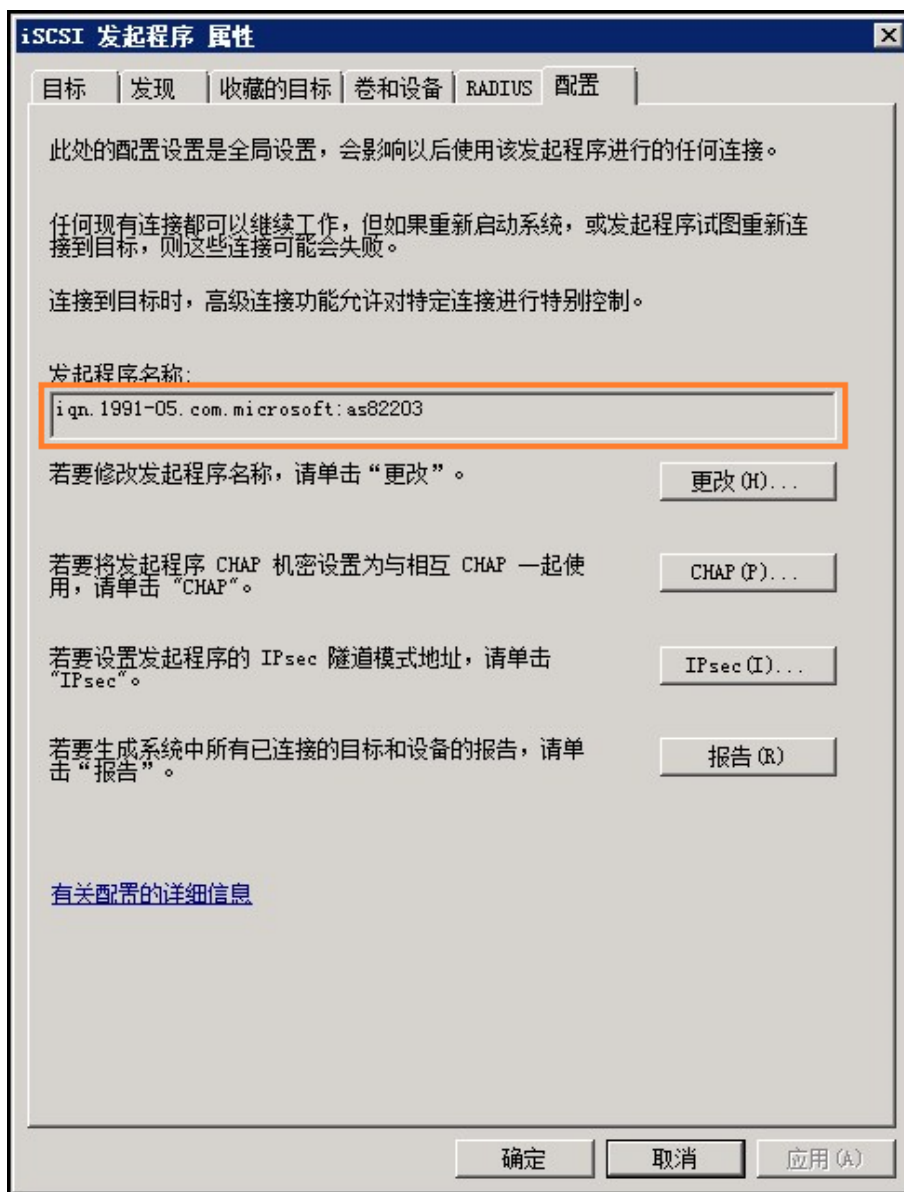 iSCSI 发起程序 属性
目标 发现 收藏的目标 卷和设备 RADIUS 配置
此处的配置设置是全局设置，会影响以后使用该发起程序进行的任何连接。
任何现有连接都可以继续工作，但如果重新启动系统，或发起程序试图重新连
接到目标，则这些连接可能会失败。
连接到目标时，高级连接功能允许对特定连接进行特别控制。
发起程序名称:
iqn.1991-05.com.microsoft:as82203
若要修改发起程序名称，请单击“更改”。
更改(H)...
若要将发起程序 CHAP 机密设置为与相互 CHAP 一起使
用，请单击 "CHAP"。
CHAP(P)...
若要设置发起程序的 IPsec 隧道模式地址，请单击
"IPsec"。
IPsec(I)...
若要生成系统中所有已连接的目标和设备的报告，请单
击“报告”。
报告(R)
有关配置的详细信息
确定 取消 应用(A)